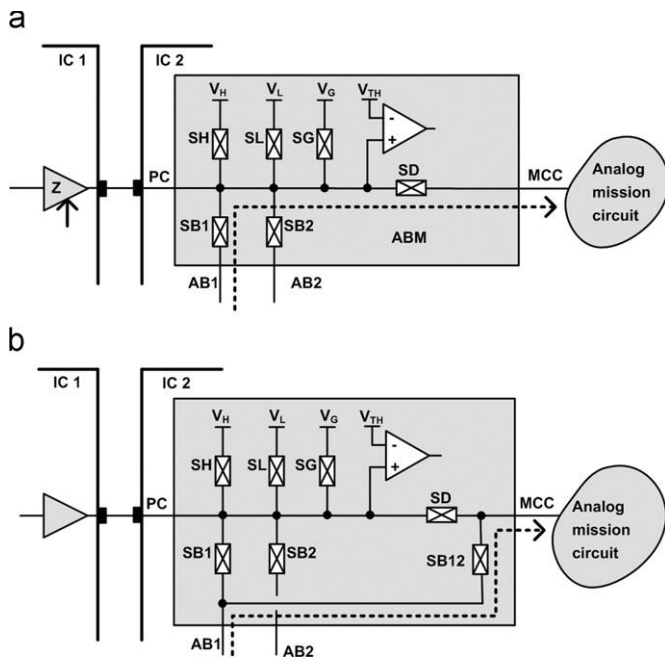 a
IC 1
IC 2
VH
VL
VG
VTH
SH
SL
SG
-
+
SD
PC
MCC
Analog
mission
circuit
Z
SB1
SB2
ABM
AB1
AB2
b
IC 1
IC 2
VH
VL
VG
VTH
SH
SL
SG
-
+
SD
PC
MCC
Analog
mission
circuit
SB1
SB2
SB12
AB1
AB2